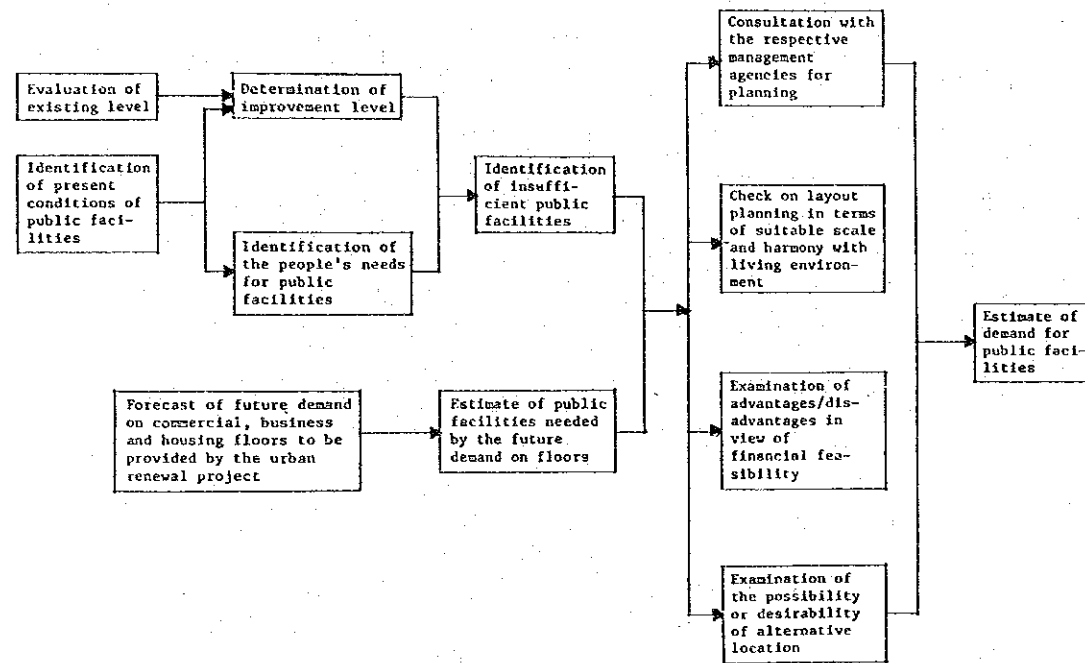 Evaluation of
existing level
Identification
of present
conditions of
public faci-
lities
Determination of
improvement level
Identification of
the people's needs
for public
facilities
Identification
of insuffi-
cient public
facilities
Forecast of future demand
on commercial, business
and housing floors to be
provided by the urban
renewal project
Estimate of public
facilities needed
by the future
demand on floors
Consultation with
the respective
management
agencies for
planning
Check on layout
planning in terms
of suitable scale
and harmony with
living environ-
ment
Examination of
advantages/dis-
advantages in
view of
financial fea-
sibility
Examination of
the possibility
or desirability
of alternative
location
Estimate of
demand for
public faci-
lities